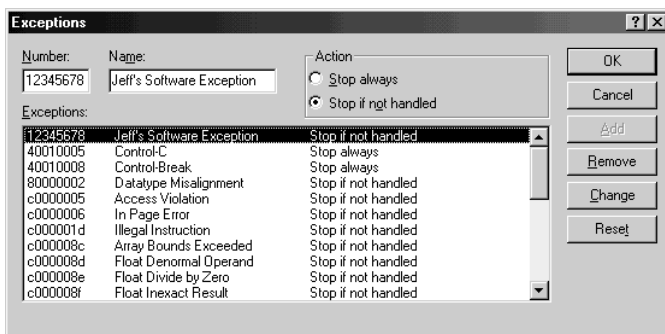 Exceptions
Number: Name: Action
12345678 Jeff's Software Exception Stop always
Stop if not handled
Exceptions:
12345678 Jeff's Software Exception Stop if not handled
40010005 Control-C Stop always
40010008 Control-Break Stop always
80000002 Datatype Misalignment Stop if not handled
c0000005 Access Violation Stop if not handled
c0000006 In Page Error Stop if not handled
c000001d Illegal Instruction Stop if not handled
c000008c Array Bounds Exceeded Stop if not handled
c000008d Float Denormal Operand Stop if not handled
c000008e Float Divide by Zero Stop if not handled
c000008f Float Inexact Result Stop if not handled
OK
Cancel
Add
Remove
Change
Reset